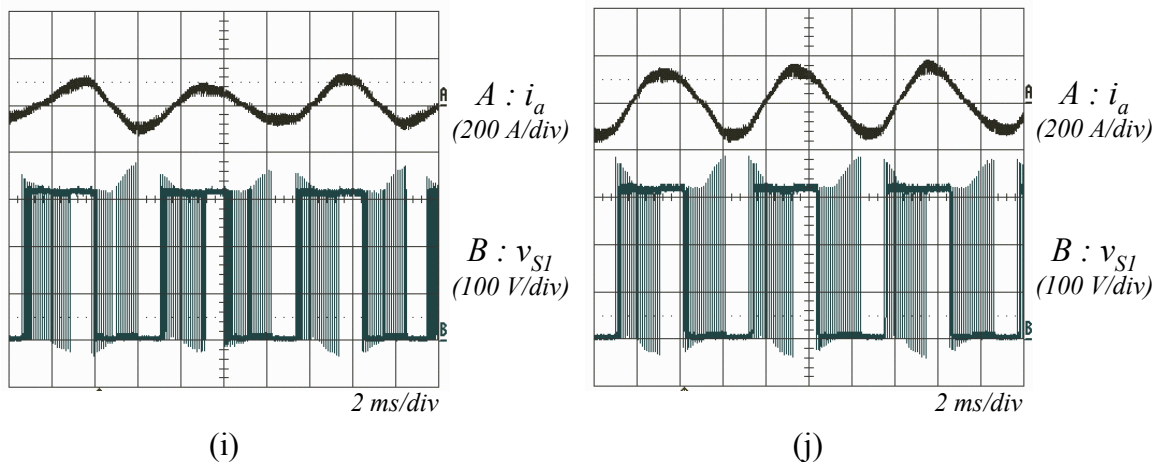 A
A : i_a
(200 A/div)
B : v_S1
(100 V/div)
B
2 ms/div
(i)
A
A : i_a
(200 A/div)
B : v_S1
(100 V/div)
B
2 ms/div
(j)